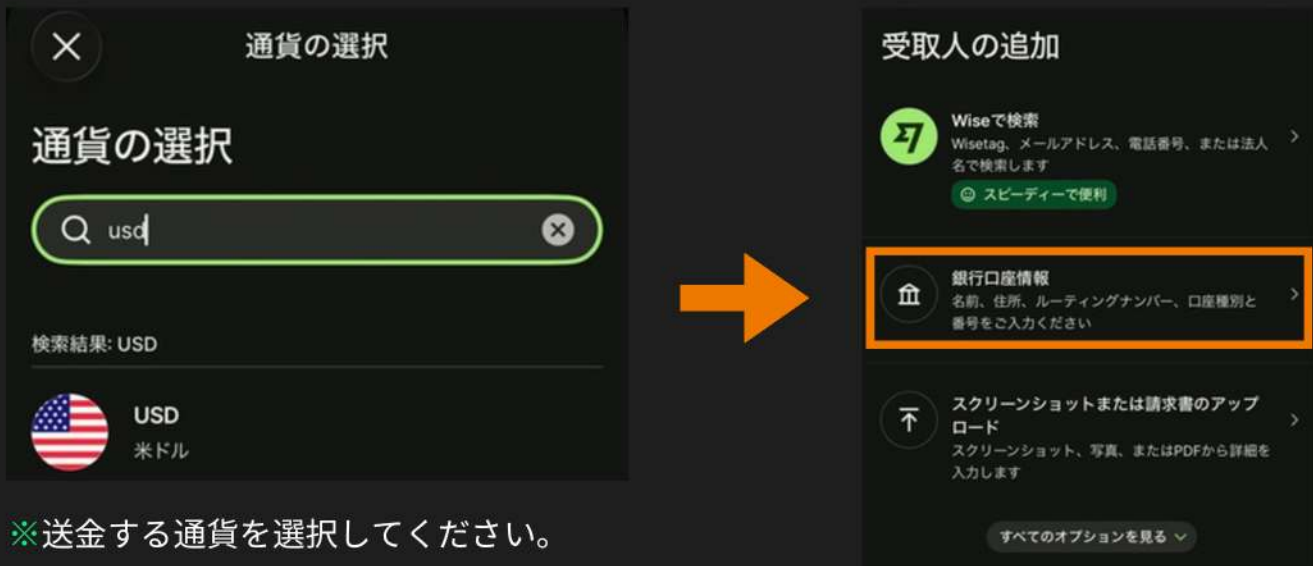 通貨の選択
通貨の選択
usd
検索結果: USD
USD
米ドル
※送金する通貨を選択してください。
受取人の追加
Wiseで検索
Wisetag、メールアドレス、電話番号、または法人
名で検索します
スピーディーで便利
銀行口座情報
名前、住所、ルーティングナンバー、口座種別と
番号をご入力ください
スクリーンショットまたは請求書のアップ
ロード
スクリーンショット、写真、またはPDFから詳細を
入力します
すべてのオプションを見る